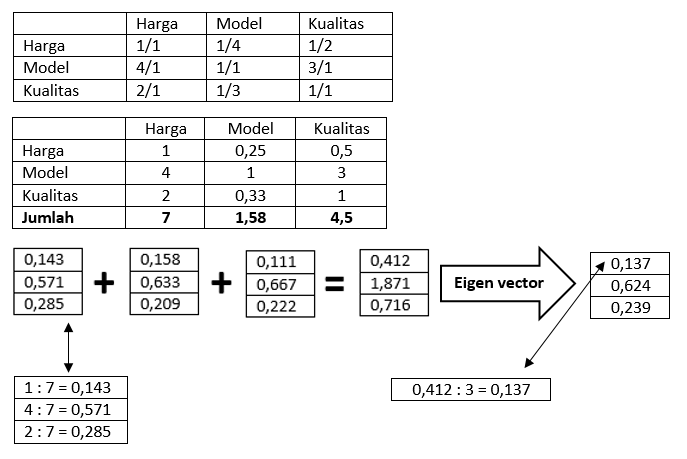 Harga Model Kualitas
Harga 1/1 1/4 1/2
Model 4/1 1/1 3/1
Kualitas 2/1 1/3 1/1
Harga Model Kualitas
Harga 1 0,25 0,5
Model 4 1 3
Kualitas 2 0,33 1
Jumlah 7 1,58 4,5
0,143 0,158 0,111 0,412 0,137
0,571 + 0,633 + 0,667 = 1,871 Eigen vector 0,624
0,285 0,209 0,222 0,716 0,239
1 : 7 = 0,143
4 : 7 = 0,571
2 : 7 = 0,285
0,412 : 3 = 0,137